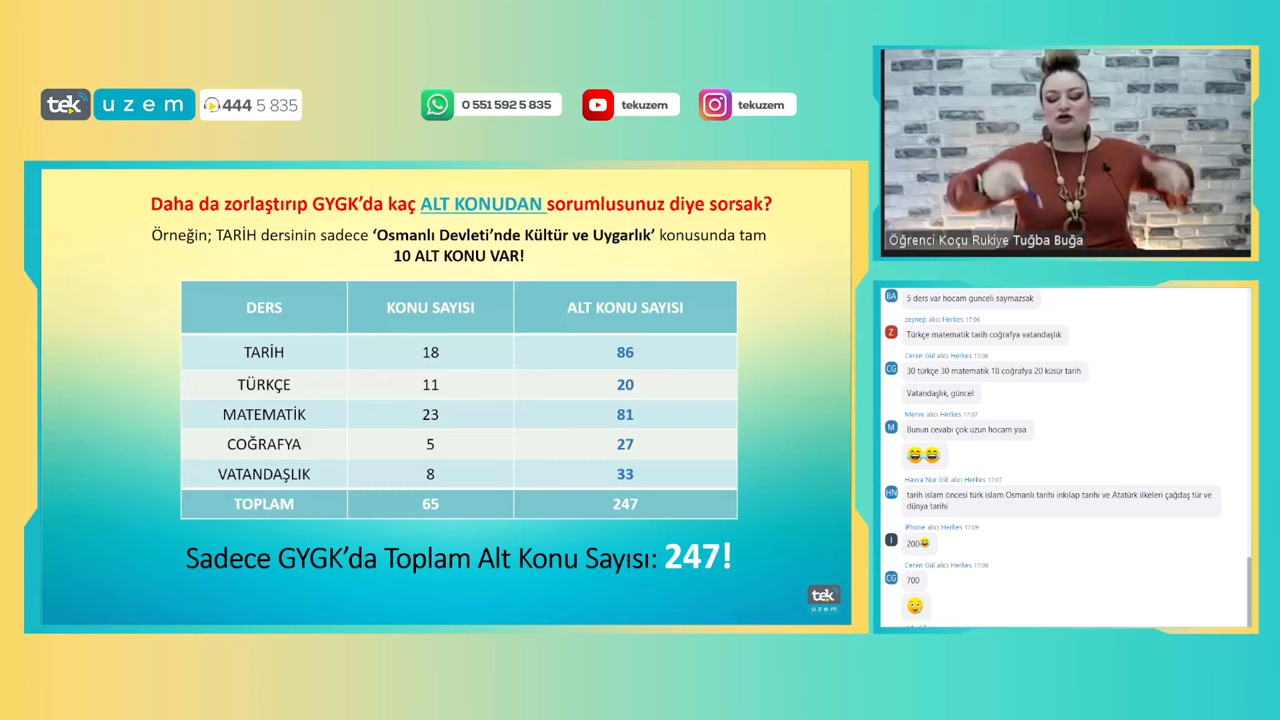 tek uzem 444 5 835
0 551 592 5 835
tekuzem
tekuzem
Daha da zorlaştırıp GYGK’da kaç ALT KONUDAN sorumlusunuz diye sorsak?
Örneğin; TARİH dersinin sadece ‘Osmanlı Devleti’nde Kültür ve Uygarlık’ konusunda tam
10 ALT KONU VAR!
DERS KONU SAYISI ALT KONU SAYISI
TARİH 18 86
TÜRKÇE 11 20
MATEMATİK 23 81
COĞRAFYA 5 27
VATANDAŞLIK 8 33
TOPLAM 65 247
Sadece GYGK’da Toplam Alt Konu Sayısı: 247!
tek
uzem
Öğrenci Koçu Rukiye Tuğba Buğa
BA
5 ders var hocam gunceli saymazsak
zeynep alıcı Herkes 17:06
Z
Türkçe matematik tarih coğrafya vatandaşlık
Ceren Gül alıcı Herkes 17:06
CG
30 türkçe 30 matematik 18 coğrafya 20 küsür tarih
Vatandaşlık, güncel
Merve alıcı Herkes 17:07
M
Bunun cevabı çok uzun hocam yaa
Havva Nur İcik alıcı Herkes 17:07
HN
tarih islam öncesi türk islam Osmanlı tarihi inkılap tarihi ve Atatürk ilkeleri çağdaş tür ve
dünya tarihi
iPhone alıcı Herkes 17:09
I
200
Ceren Gül alıcı Herkes 17:09
CG
700